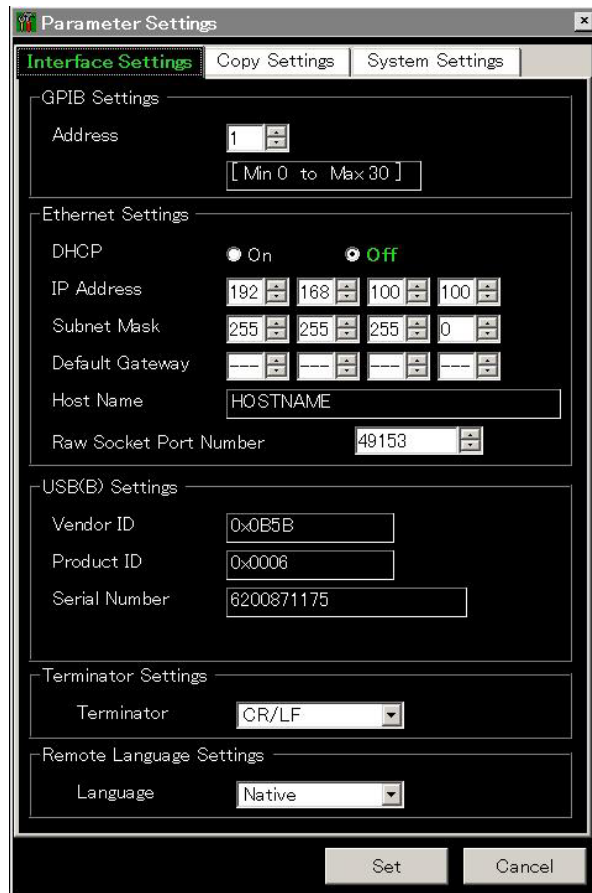 Parameter Settings
Interface Settings Copy Settings System Settings
GPIB Settings
Address 1
[ Min 0 to Max 30 ]
Ethernet Settings
DHCP On Off
IP Address 192 168 100 100
Subnet Mask 255 255 255 0
Default Gateway --- --- --- ---
Host Name HOSTNAME
Raw Socket Port Number 49153
USB(B) Settings
Vendor ID 0x0B5B
Product ID 0x0006
Serial Number 6200871175
Terminator Settings
Terminator CR/LF
Remote Language Settings
Language Native
Set Cancel